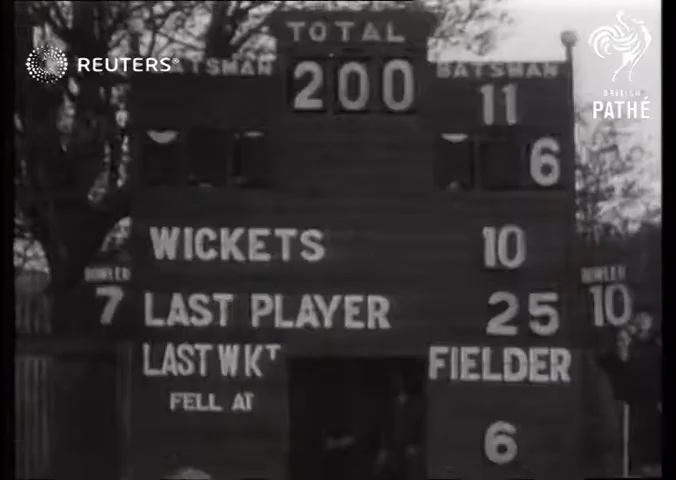 TOTAL
REUTERS
BATSMAN 200 BATSMAN
11
6
BRITISH
PATHÉ
WICKETS 10
BOWLER BOWLER
7 LAST PLAYER 25 10
LAST WKT FIELDER
FELL AT
6